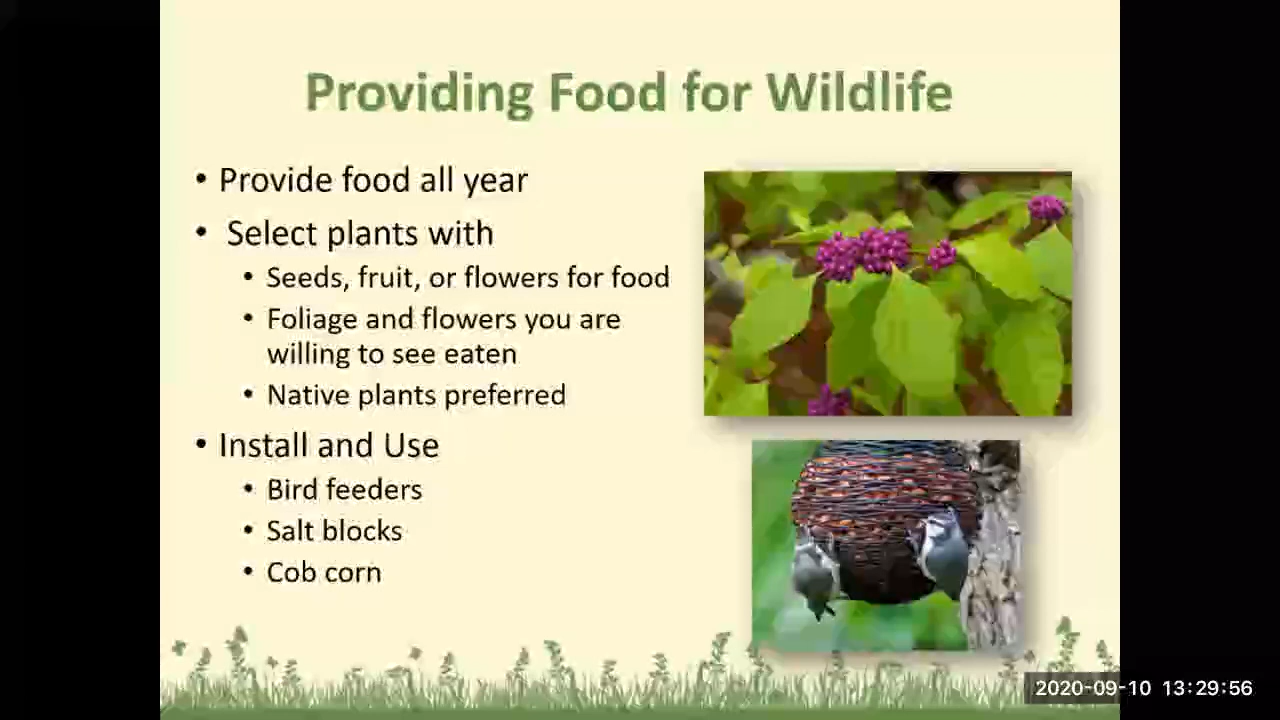 Providing Food for Wildlife
• Provide food all year
• Select plants with
• Seeds, fruit, or flowers for food
• Foliage and flowers you are
willing to see eaten
• Native plants preferred
• Install and Use
• Bird feeders
• Salt blocks
• Cob corn
2020-09-10 13:29:56